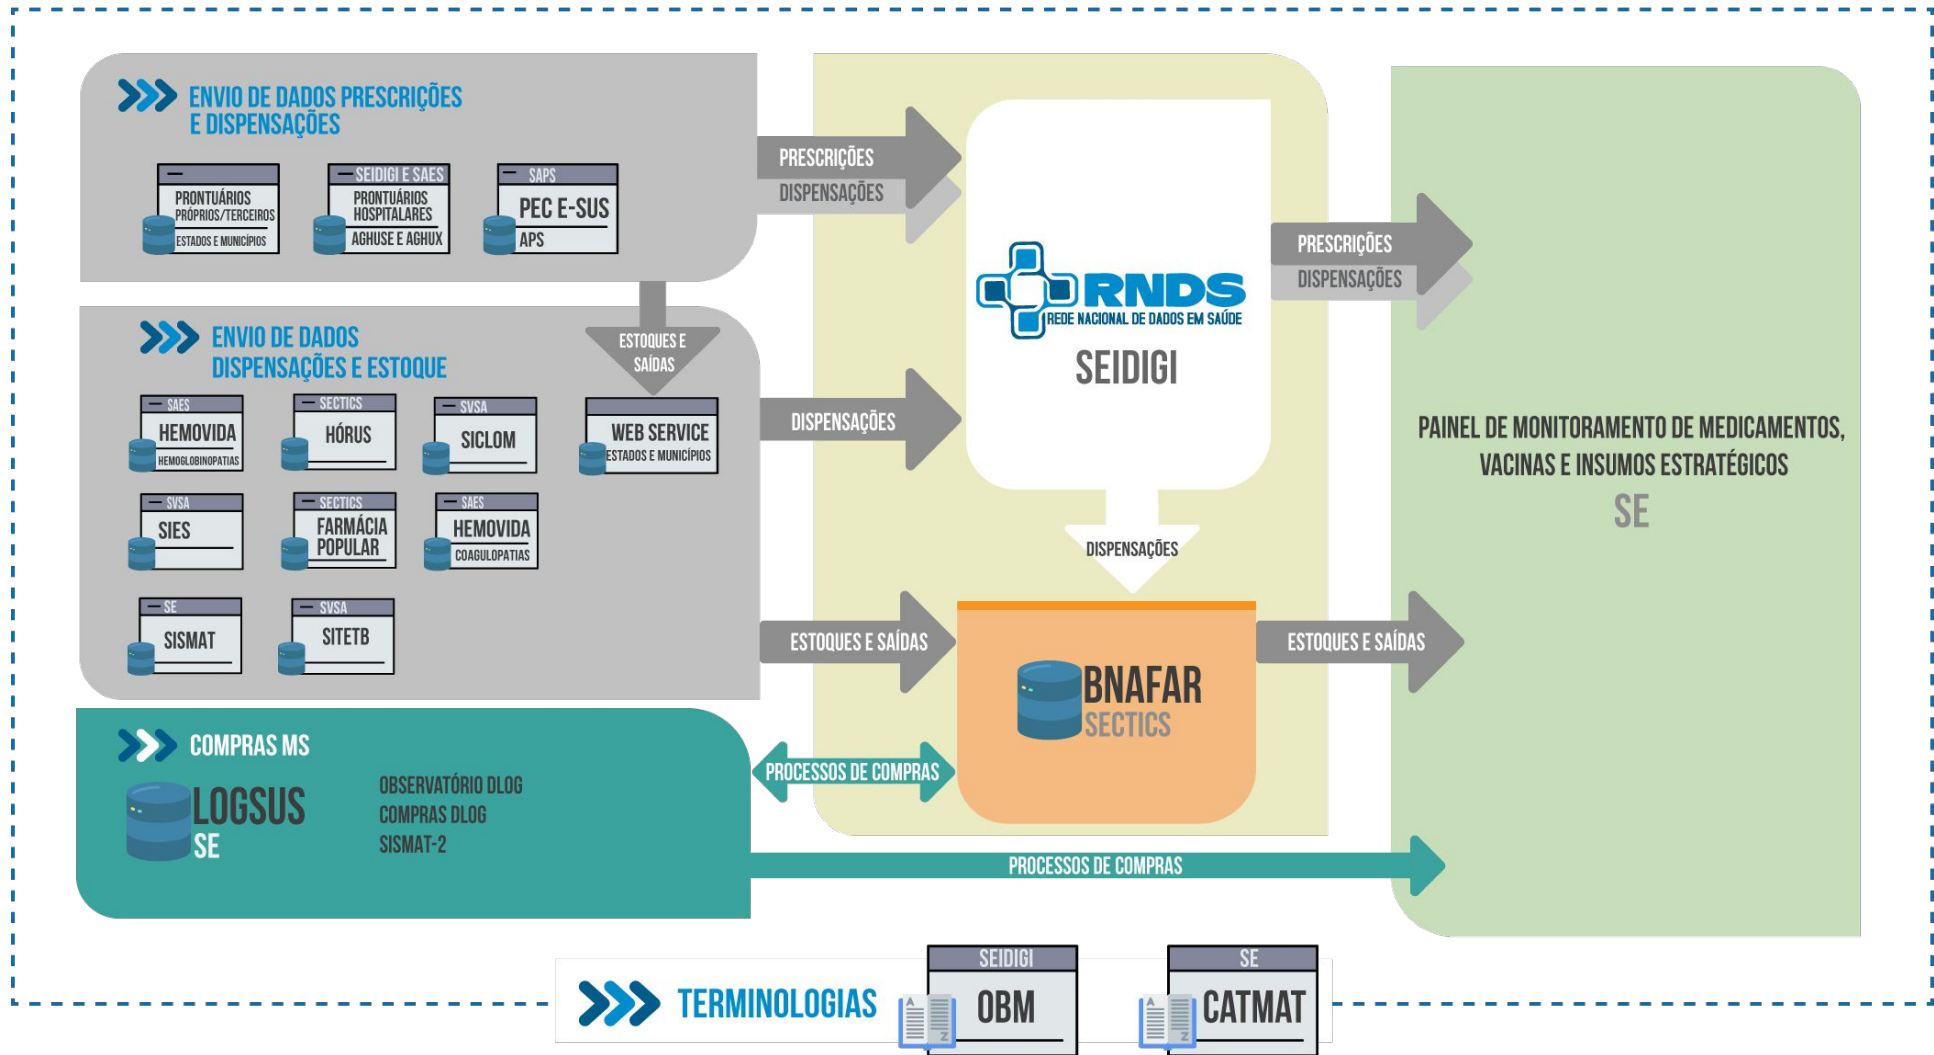 ENVIO DE DADOS PRESCRIÇÕES
E DISPENSAÇÕES
PRONTUÁRIOS
PRÓPRIOS/TERCEIROS
ESTADOS E MUNICÍPIOS
SEIDIGI E SAES
PRONTUÁRIOS
HOSPITALARES
AGHUSE E AGHUX
SAPS
PEC E-SUS
APS
PRESCRIÇÕES
DISPENSAÇÕES
ESTOQUES E
SAÍDAS
ENVIO DE DADOS
DISPENSAÇÕES E ESTOQUE
SAES
HEMOVIDA
HEMOGLOBINOPATIAS
SECTICS
HÓRUS
SVSA
SICLOM
WEB SERVICE
ESTADOS E MUNICÍPIOS
SVSA
SIES
SECTICS
FARMÁCIA
POPULAR
SAES
HEMOVIDA
COAGULOPATIAS
SE
SISMAT
SVSA
SITETB
DISPENSAÇÕES
ESTOQUES E SAÍDAS
COMPRAS MS
LOGSUS
SE
OBSERVATÓRIO DLOG
COMPRAS DLOG
SISMAT-2
PROCESSOS DE COMPRAS
PROCESSOS DE COMPRAS
RNDS
REDE NACIONAL DE DADOS EM SAÚDE
SEIDIGI
DISPENSAÇÕES
BNAFAR
SECTICS
PRESCRIÇÕES
DISPENSAÇÕES
ESTOQUES E SAÍDAS
PAINEL DE MONITORAMENTO DE MEDICAMENTOS,
VACINAS E INSUMOS ESTRATÉGICOS
SE
TERMINOLOGIAS
SEIDIGI
A
Z
OBM
SE
A
Z
CATMAT